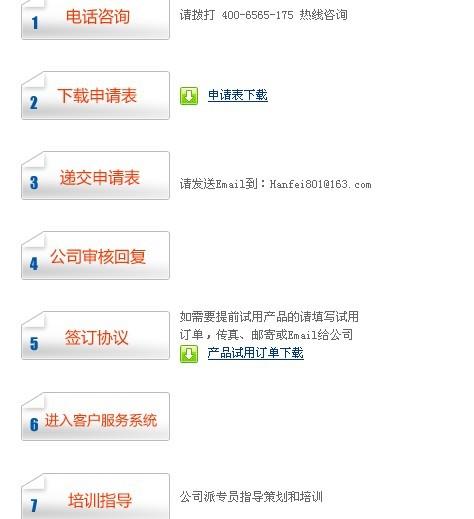 1 电话咨询 请拨打 400-6565-175 热线咨询
2 下载申请表 申请表下载
3 递交申请表 请发送Email到：Hanfei801@163.com
4 公司审核回复
如需要提前试用产品的请填写试用
5 签订协议 订单，传真、邮寄或Email给公司
产品试用订单下载
6 进入客户服务系统
7 培训指导 公司派专员指导策划和培训